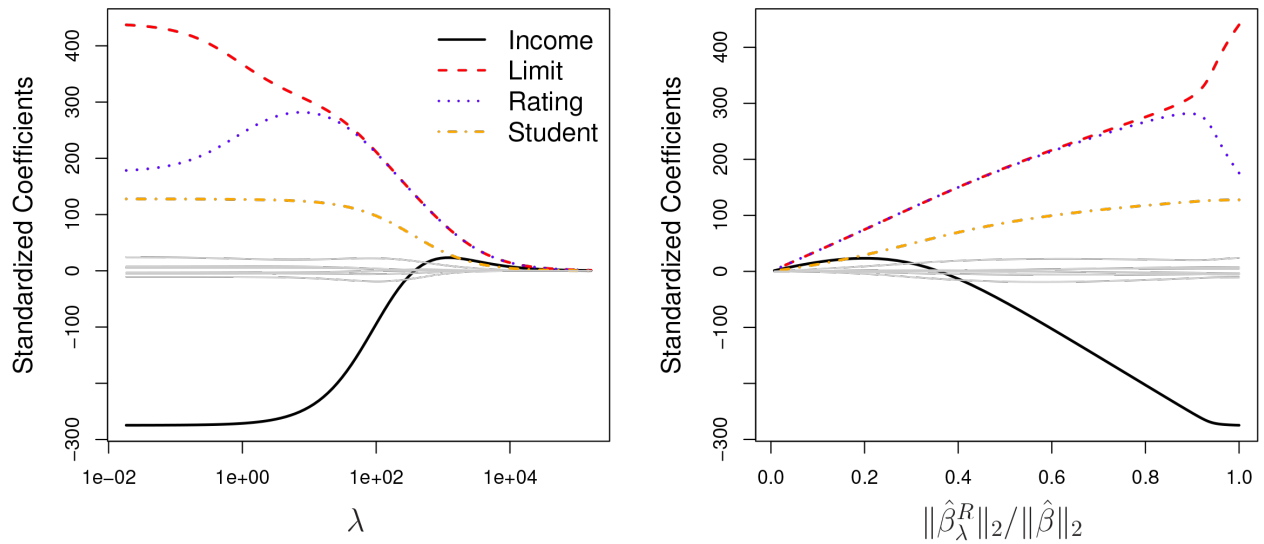 Standardized Coefficients
400
300
200
100
0
−100
−300
1e−02
1e+00
1e+02
1e+04
λ
Income
Limit
Rating
Student
Standardized Coefficients
400
300
200
100
0
−100
−300
0.0
0.2
0.4
0.6
0.8
1.0
‖β̂λᴿ‖₂/‖β̂‖₂